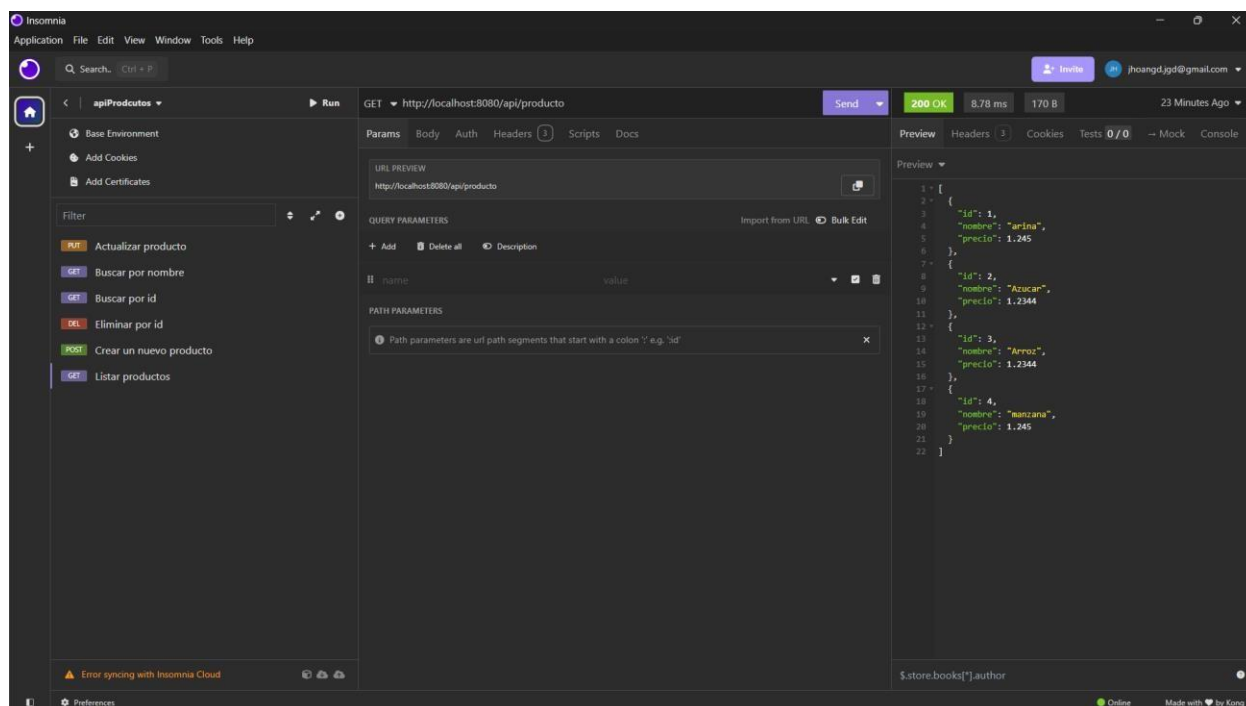 Insomnia
Application File Edit View Window Tools Help
Search.. Ctrl + P
Invite
JH jhoangd.jgd@gmail.com
apiProdcutos
Run
Base Environment
Add Cookies
Add Certificates
Filter
PUT Actualizar producto
GET Buscar por nombre
GET Buscar por id
DEL Eliminar por id
POST Crear un nuevo producto
GET Listar productos
Error syncing with Insomnia Cloud
GET http://localhost:8080/api/producto
Send
Params Body Auth Headers 3 Scripts Docs
URL PREVIEW
http://localhost:8080/api/producto
QUERY PARAMETERS
Import from URL Bulk Edit
+ Add Delete all Description
name value
PATH PARAMETERS
Path parameters are url path segments that start with a colon ':' e.g. ':id'
200 OK 8.78 ms 170 B
23 Minutes Ago
Preview Headers 3 Cookies Tests 0 / 0 → Mock Console
Preview
1 [
2 {
3 "id": 1,
4 "nombre": "arina",
5 "precio": 1.245
6 },
7 {
8 "id": 2,
9 "nombre": "Azucar",
10 "precio": 1.2344
11 },
12 {
13 "id": 3,
14 "nombre": "Arroz",
15 "precio": 1.2344
16 },
17 {
18 "id": 4,
19 "nombre": "manzana",
20 "precio": 1.245
21 }
22 ]
$.store.books[*].author
Preferences
Online
Made with ♥ by Kong